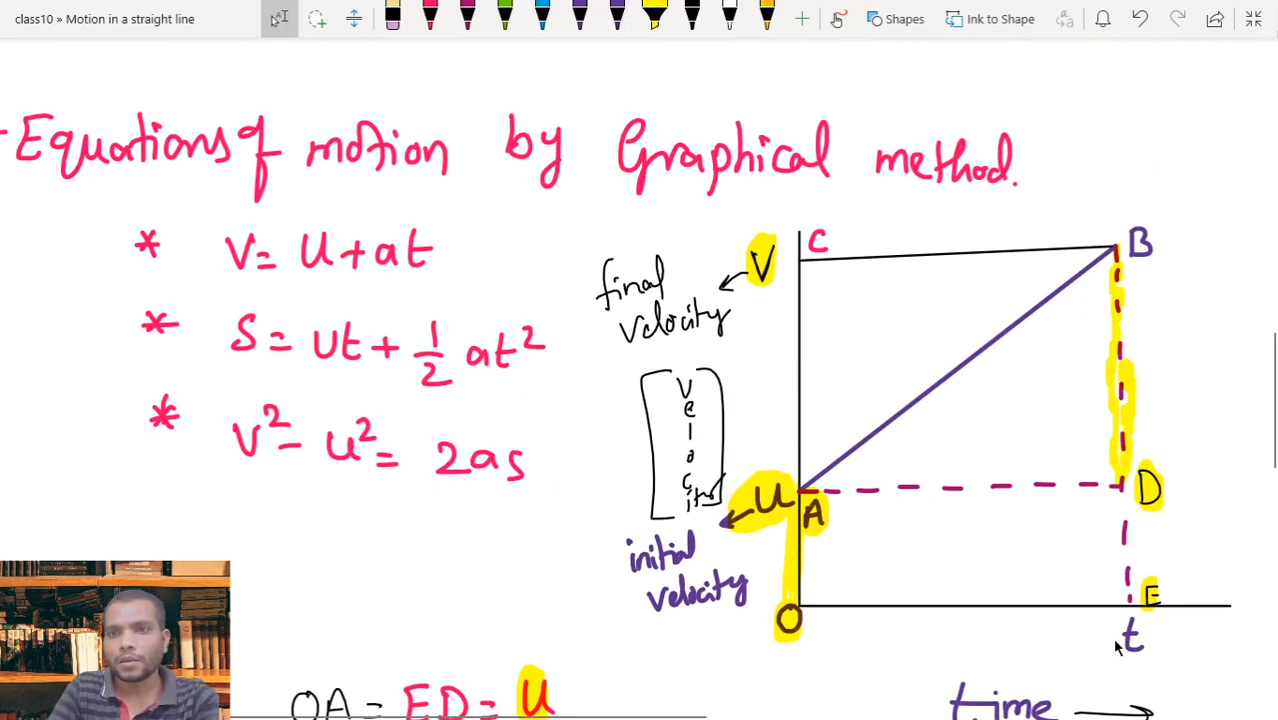 class10 » Motion in a straight line
Shapes
Ink to Shape
Equations of motion by Graphical method.
* V = U + at
* S = ut + 1/2 at²
* V² - u² = 2as
final velocity
V
C
B
Velocity
U
A
D
initial velocity
O
E
t
OA = ED = U
time